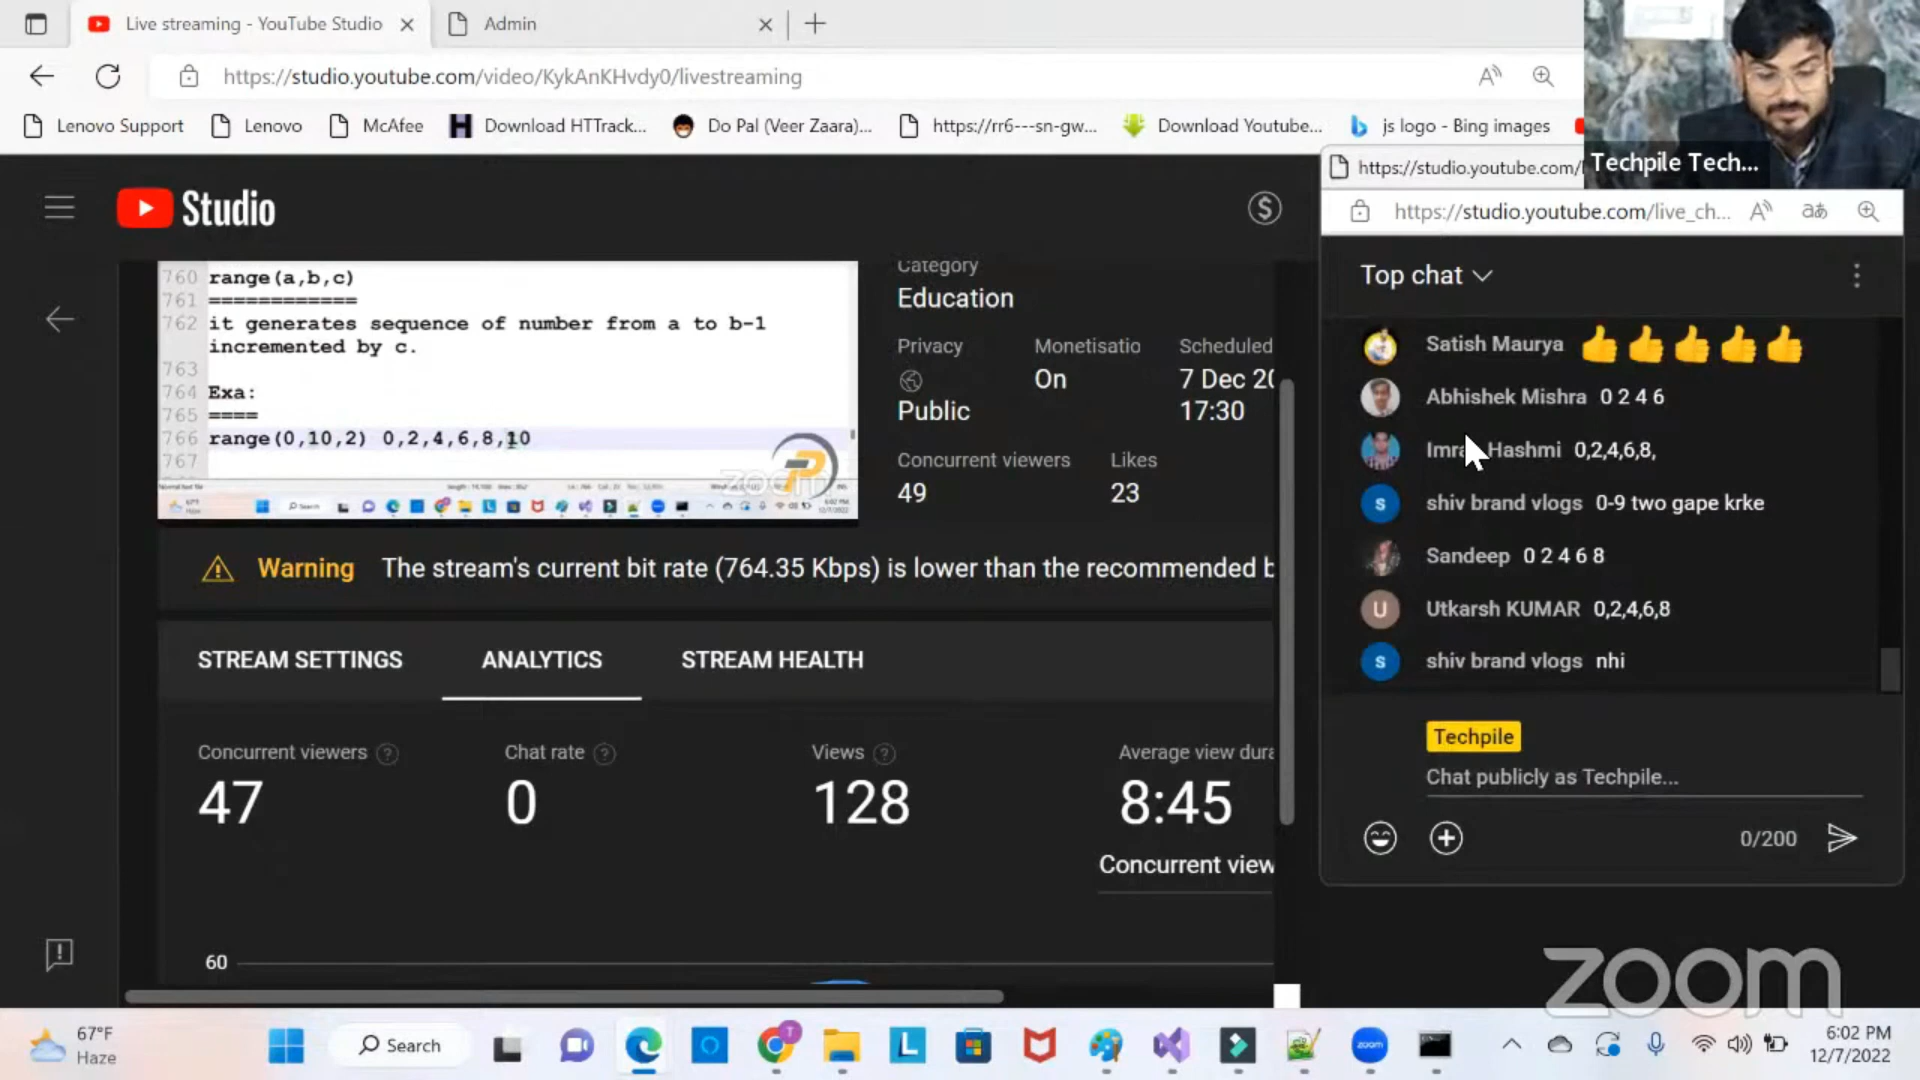 Live streaming - YouTube Studio
Admin
https://studio.youtube.com/video/KykAnKHvdy0/livestreaming
Lenovo Support
Lenovo
McAfee
Download HTTrack...
Do Pal (Veer Zaara)...
https://rr6---sn-gw...
Download Youtube...
js logo - Bing images
Techpile Tech...
https://studio.youtube.com/
https://studio.youtube.com/live_ch...
Studio
760 range(a,b,c)
761 ============
762 it generates sequence of number from a to b-1
incremented by c.
763
764 Exa:
765 ====
766 range(0,10,2) 0,2,4,6,8,10
767
zoom
Category
Education
Privacy
Public
Monetisatio
On
Scheduled
7 Dec 20
17:30
Concurrent viewers
49
Likes
23
Warning The stream's current bit rate (764.35 Kbps) is lower than the recommended b
STREAM SETTINGS
ANALYTICS
STREAM HEALTH
Concurrent viewers
47
Chat rate
0
Views
128
Average view dura
8:45
Concurrent view
60
Top chat
Satish Maurya 👍👍👍👍👍
Abhishek Mishra 0 2 4 6
Hashmi 0,2,4,6,8,
shiv brand vlogs 0-9 two gape krke
Sandeep 0 2 4 6 8
Utkarsh KUMAR 0,2,4,6,8
shiv brand vlogs nhi
Techpile
Chat publicly as Techpile...
0/200
zoom
67°F
Haze
Search
6:02 PM
12/7/2022